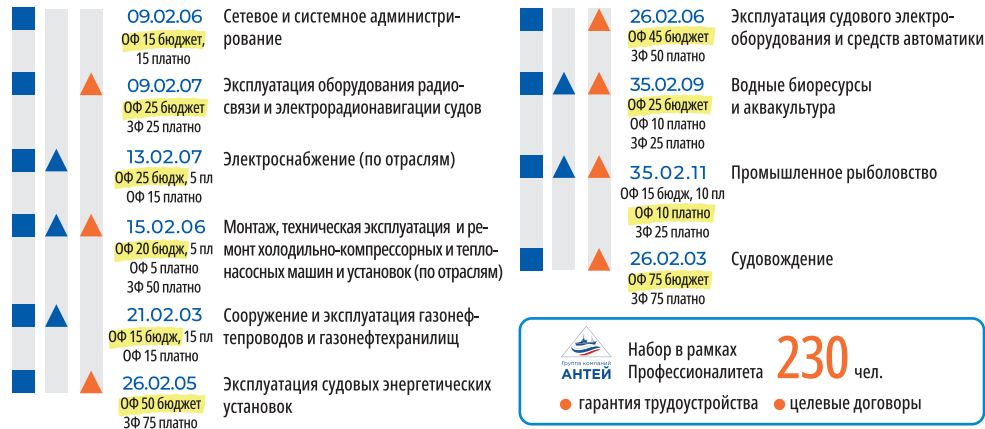 09.02.06
ОФ 15 бюджет,
15 платно
Сетевое и системное администри-
рование
09.02.07
ОФ 25 бюджет
ЗФ 25 платно
Эксплуатация оборудования радио-
связи и электрорадионавигации судов
13.02.07
ОФ 25 бюдж, 5 пл
ОФ 15 платно
Электроснабжение (по отраслям)
15.02.06
ОФ 20 бюдж, 5 пл
ОФ 5 платно
ЗФ 50 платно
Монтаж, техническая эксплуатация и ре-
монт холодильно-компрессорных и тепло-
насосных машин и установок (по отраслям)
21.02.03
ОФ 15 бюдж, 15 пл
ОФ 15 платно
Сооружение и эксплуатация газонеф-
тепроводов и газонефтехранилищ
26.02.05
ОФ 50 бюджет
ЗФ 75 платно
Эксплуатация судовых энергетических
установок
26.02.06
ОФ 45 бюджет
ЗФ 50 платно
Эксплуатация судового электро-
оборудования и средств автоматики
35.02.09
ОФ 25 бюджет
ОФ 10 платно
ЗФ 25 платно
Водные биоресурсы
и аквакультура
35.02.11
ОФ 15 бюдж, 10 пл
ОФ 10 платно
ЗФ 25 платно
Промышленное рыболовство
26.02.03
ОФ 75 бюджет
ЗФ 75 платно
Судовождение
Группа компаний
АНТЕЙ
Набор в рамках
Профессионалитета 230 чел.
гарантия трудоустройства
целевые договоры